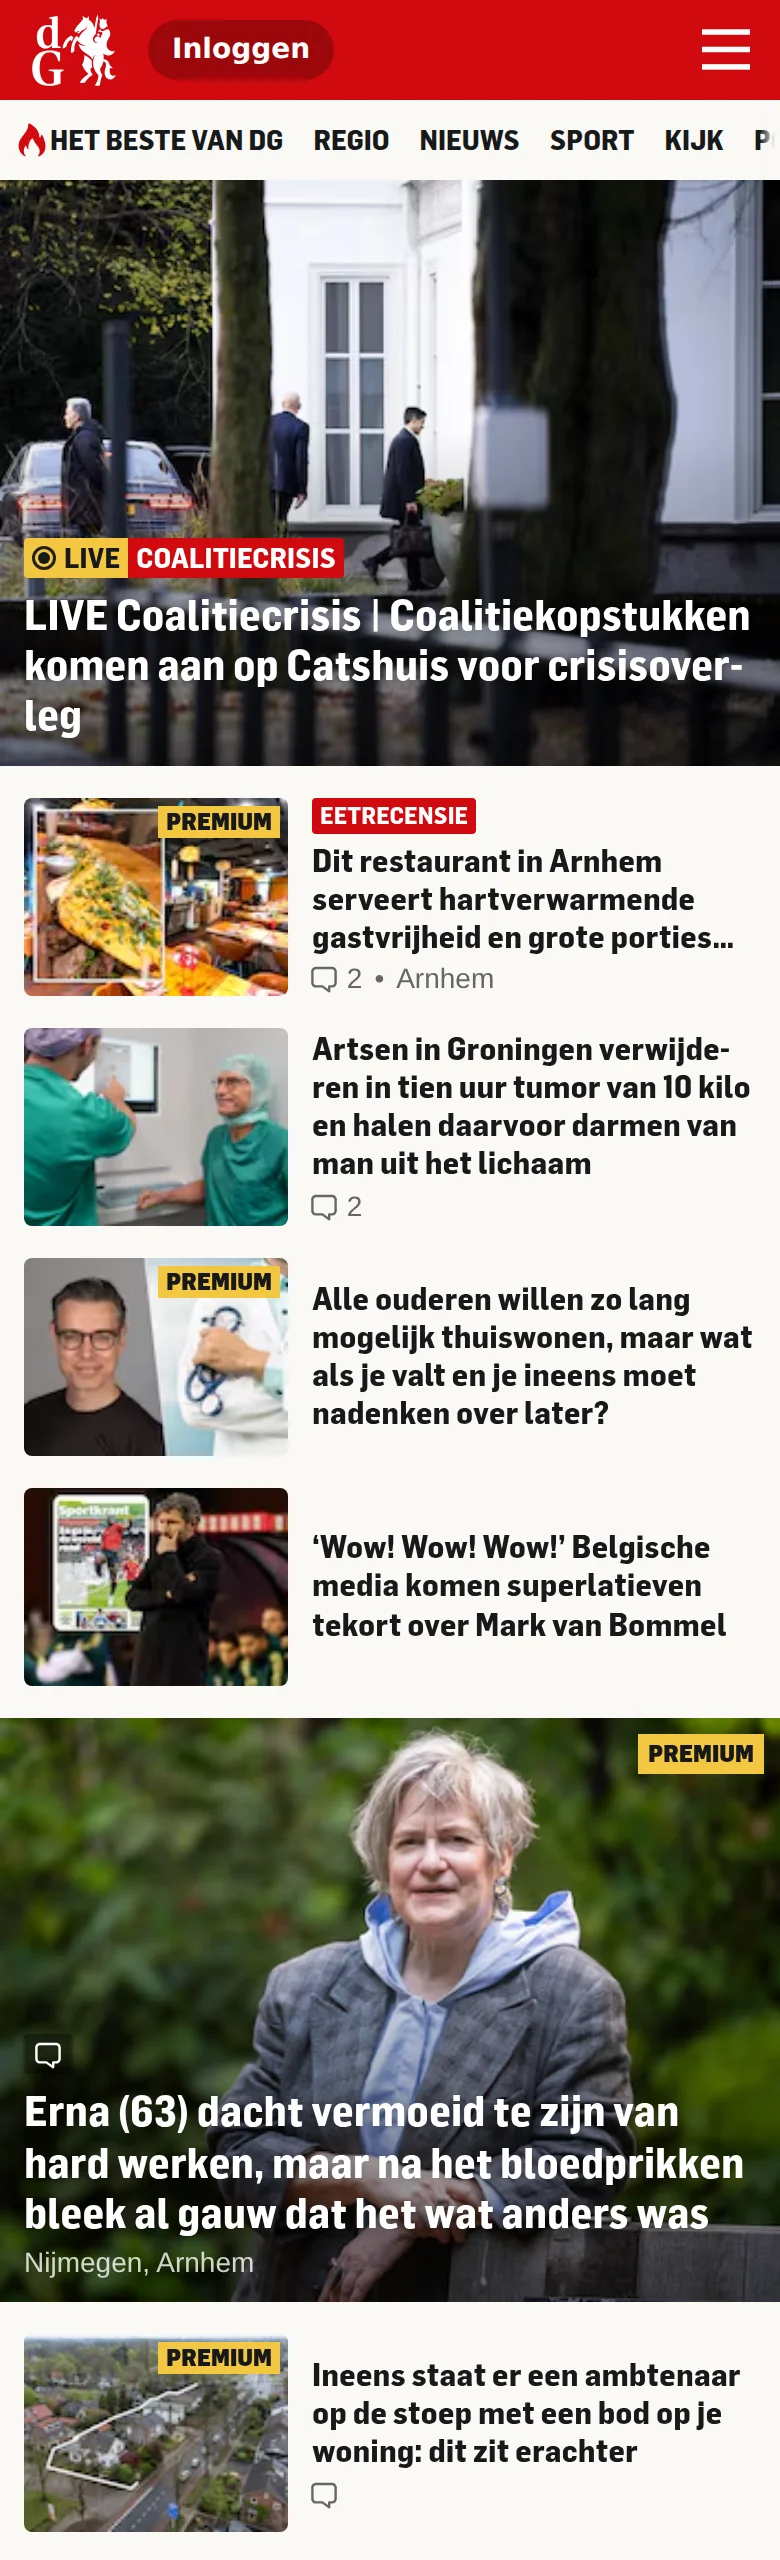 d
G
Inloggen
HET BESTE VAN DG REGIO NIEUWS SPORT KIJK
LIVE COALITIECRISIS
LIVE Coalitiecrisis | Coalitiekopstukken
komen aan op Catshuis voor crisisover-
leg
PREMIUM
EETRECENSIE
Dit restaurant in Arnhem
serveert hartverwarmende
gastvrijheid en grote porties...
2 • Arnhem
Artsen in Groningen verwijde-
ren in tien uur tumor van 10 kilo
en halen daarvoor darmen van
man uit het lichaam
2
PREMIUM
Alle ouderen willen zo lang
mogelijk thuiswonen, maar wat
als je valt en je ineens moet
nadenken over later?
Sportkrant
‘Wow! Wow! Wow!’ Belgische
media komen superlatieven
tekort over Mark van Bommel
PREMIUM
Erna (63) dacht vermoeid te zijn van
hard werken, maar na het bloedprikken
bleek al gauw dat het wat anders was
Nijmegen, Arnhem
PREMIUM
Ineens staat er een ambtenaar
op de stoep met een bod op je
woning: dit zit erachter